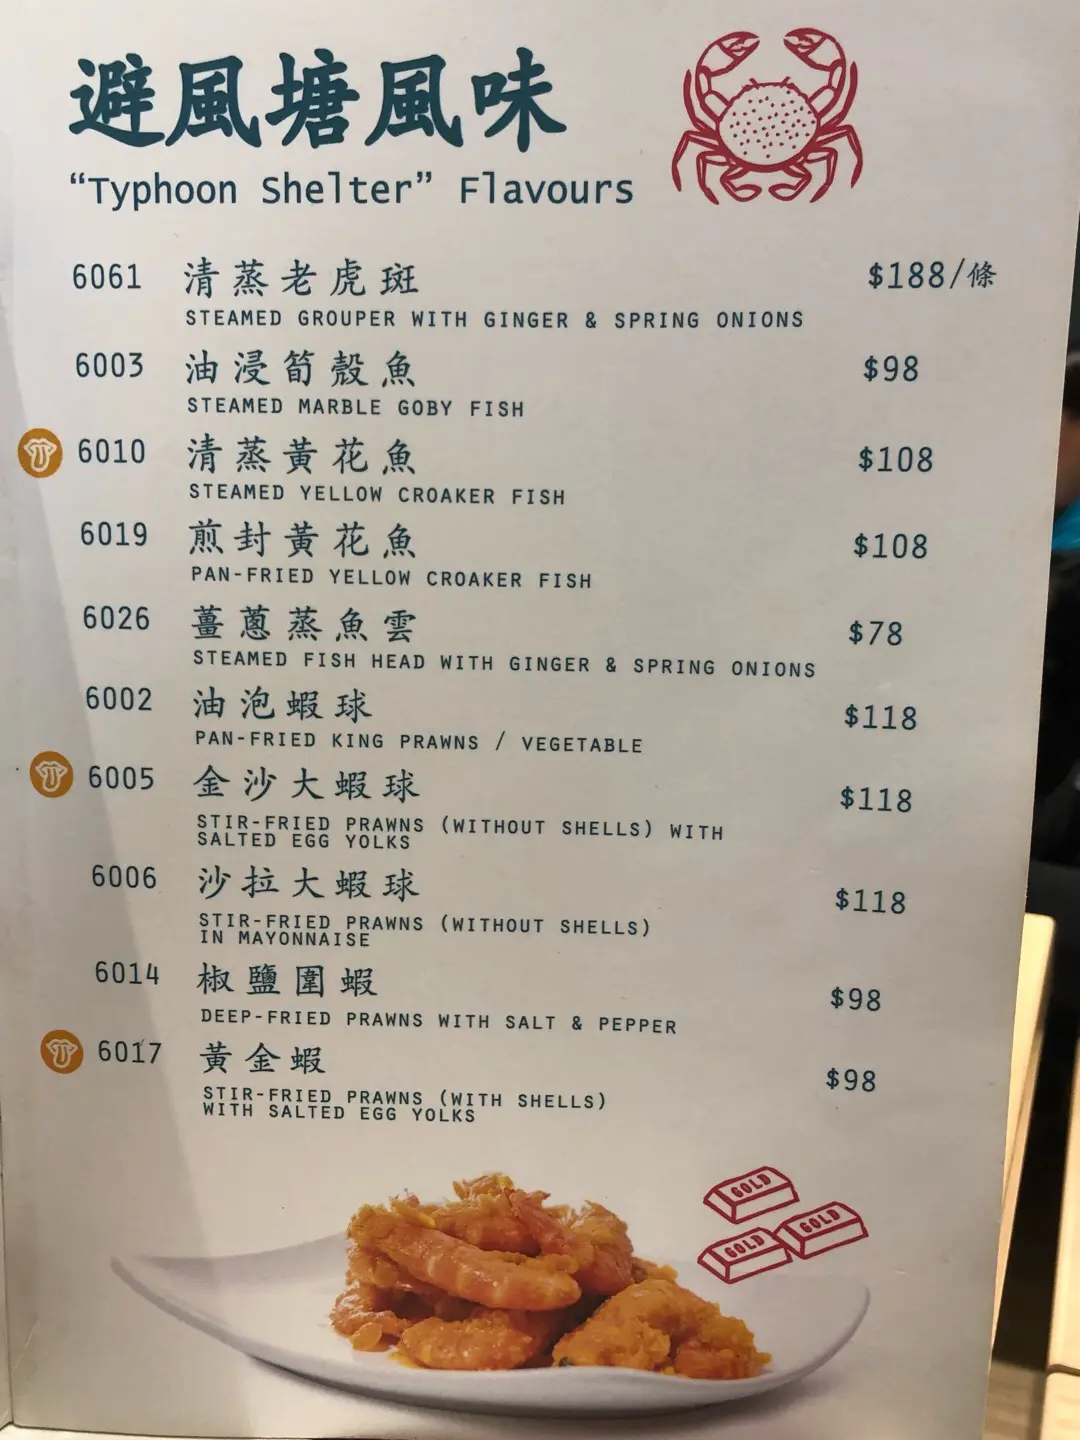 避風塘風味
“Typhoon Shelter” Flavours
6061 清蒸老虎斑 $188/條
STEAMED GROUPER WITH GINGER & SPRING ONIONS
6003 油浸筍殼魚 $98
STEAMED MARBLE GOBY FISH
6010 清蒸黃花魚 $108
STEAMED YELLOW CROAKER FISH
6019 煎封黃花魚 $108
PAN-FRIED YELLOW CROAKER FISH
6026 薑蔥蒸魚雲 $78
STEAMED FISH HEAD WITH GINGER & SPRING ONIONS
6002 油泡蝦球 $118
PAN-FRIED KING PRAWNS / VEGETABLE
6005 金沙大蝦球 $118
STIR-FRIED PRAWNS (WITHOUT SHELLS) WITH
SALTED EGG YOLKS
6006 沙拉大蝦球 $118
STIR-FRIED PRAWNS (WITHOUT SHELLS)
IN MAYONNAISE
6014 椒鹽圍蝦 $98
DEEP-FRIED PRAWNS WITH SALT & PEPPER
6017 黃金蝦 $98
STIR-FRIED PRAWNS (WITH SHELLS)
WITH SALTED EGG YOLKS
GOLD
GOLD
GOLD